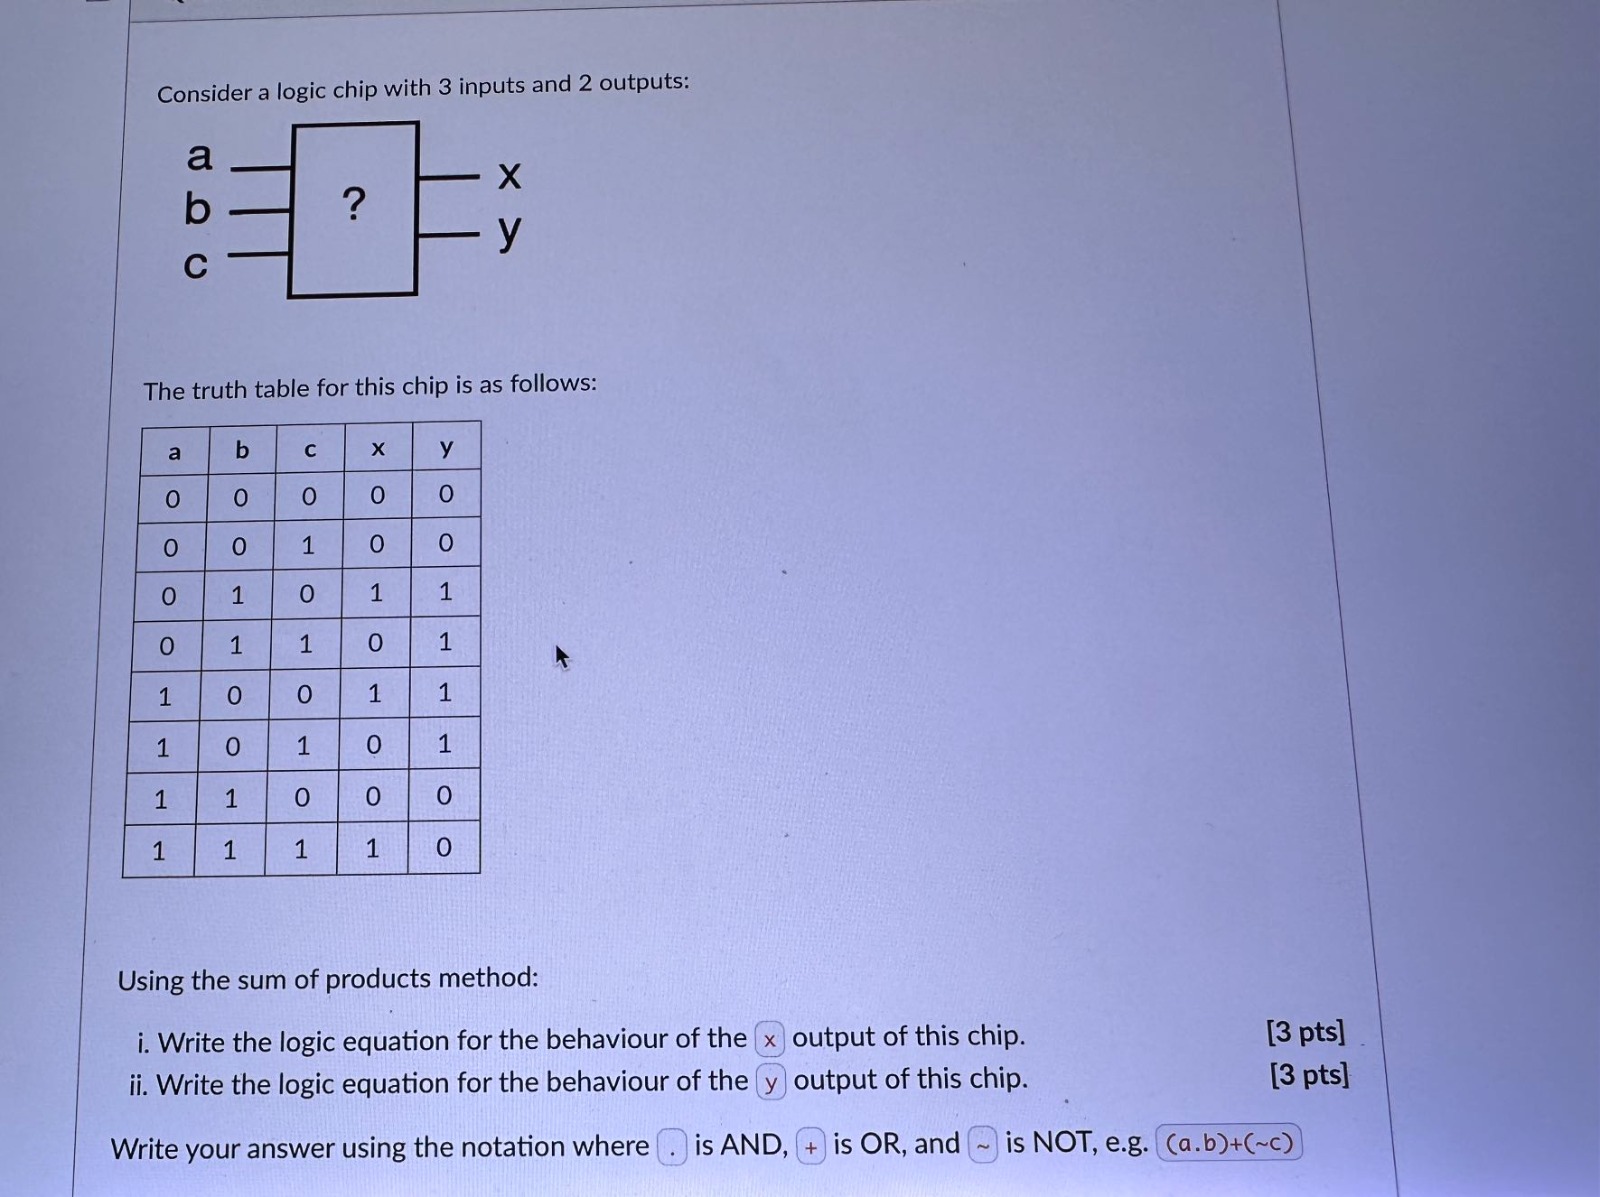 Consider a logic chip with 3 inputs and 2 outputs:
a
b
c
?
x
y
The truth table for this chip is as follows:
a b c x y
0 0 0 0 0
0 0 1 0 0
0 1 0 1 1
0 1 1 0 1
1 0 0 1 1
1 0 1 0 1
1 1 0 0 0
1 1 1 1 0
Using the sum of products method:
i. Write the logic equation for the behaviour of the x output of this chip. [3 pts]
ii. Write the logic equation for the behaviour of the y output of this chip. [3 pts]
Write your answer using the notation where . is AND, + is OR, and ~ is NOT, e.g. (a.b)+(~c)